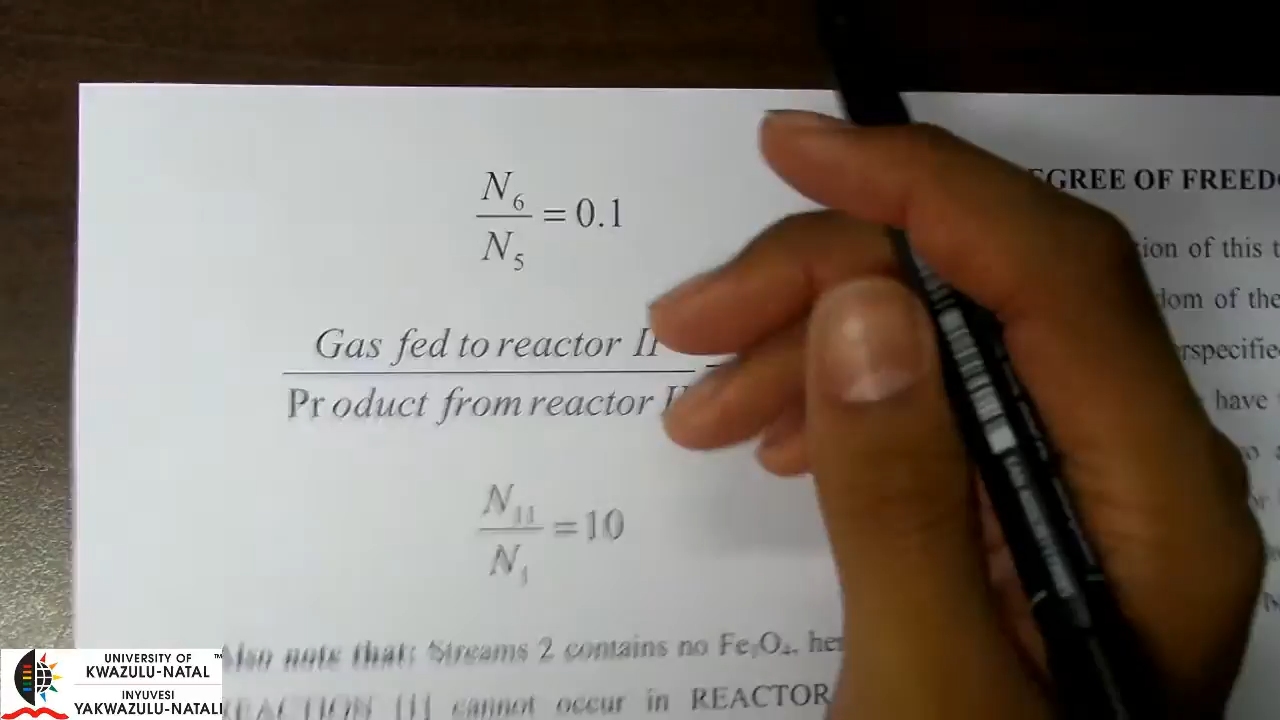 N₆
N₅ = 0.1
Gas fed to reactor II
Product from reactor
N₁₁ = 10
Also note that: Streams 2 contains no Fe₃O₄, her
REACTION [1] cannot occur in REACTOR
EGREE OF FREED
ion of this t
dom of the
rspecifie
have
UNIVERSITY OF ™
KWAZULU-NATAL
INYUVESI
YAKWAZULU-NATALI